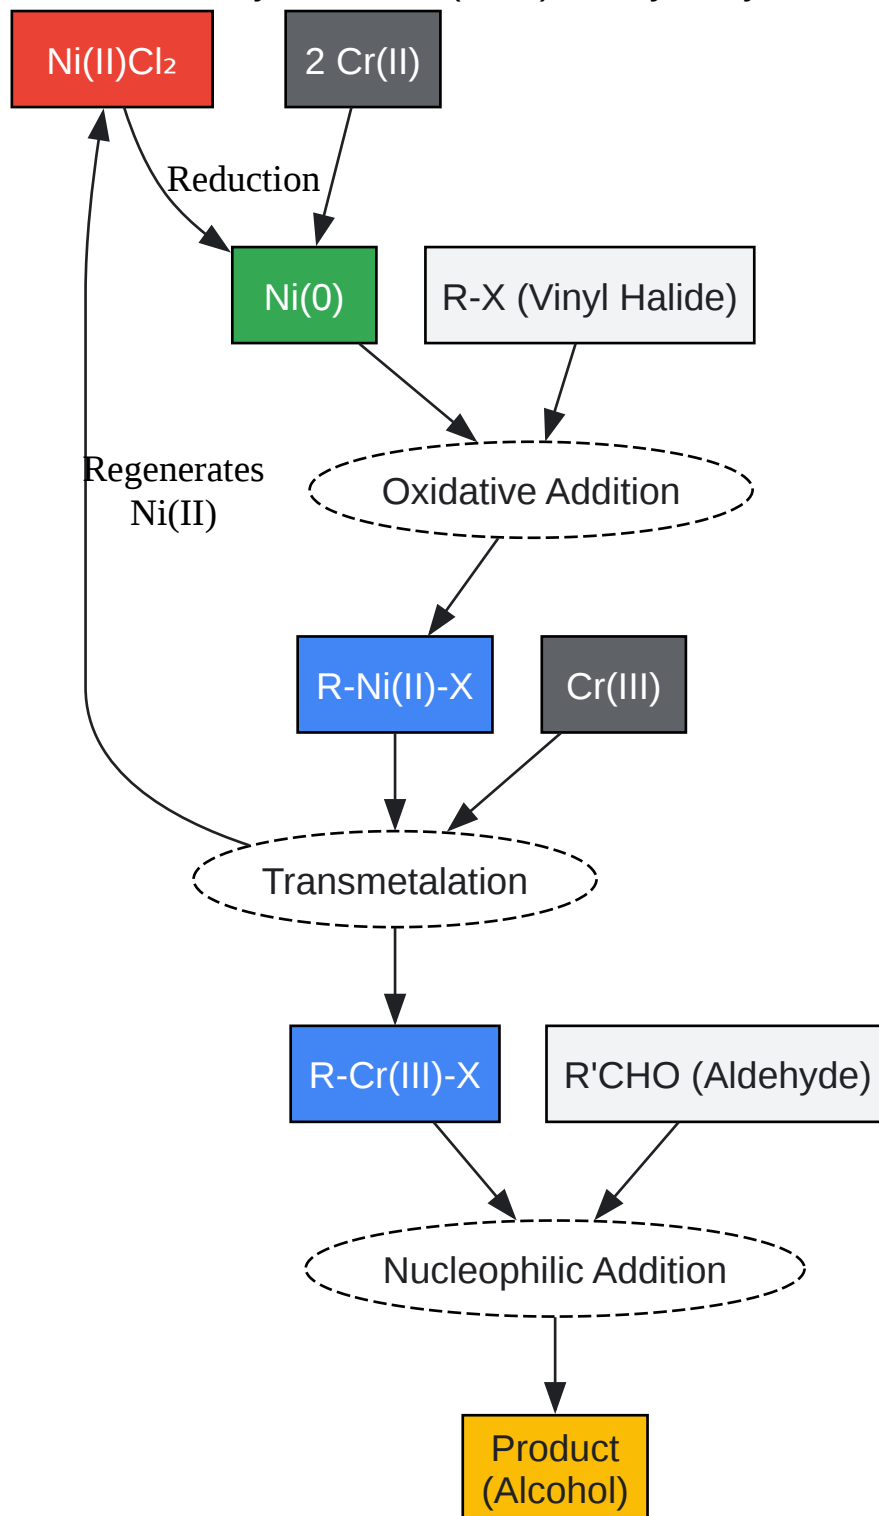 Ni(II)Cl₂
2 Cr(II)
Reduction
Ni(0)
R-X (Vinyl Halide)
Regenerates
Ni(II)
Oxidative Addition
R-Ni(II)-X
Cr(III)
Transmetalation
R-Cr(III)-X
R'CHO (Aldehyde)
Nucleophilic Addition
Product
(Alcohol)